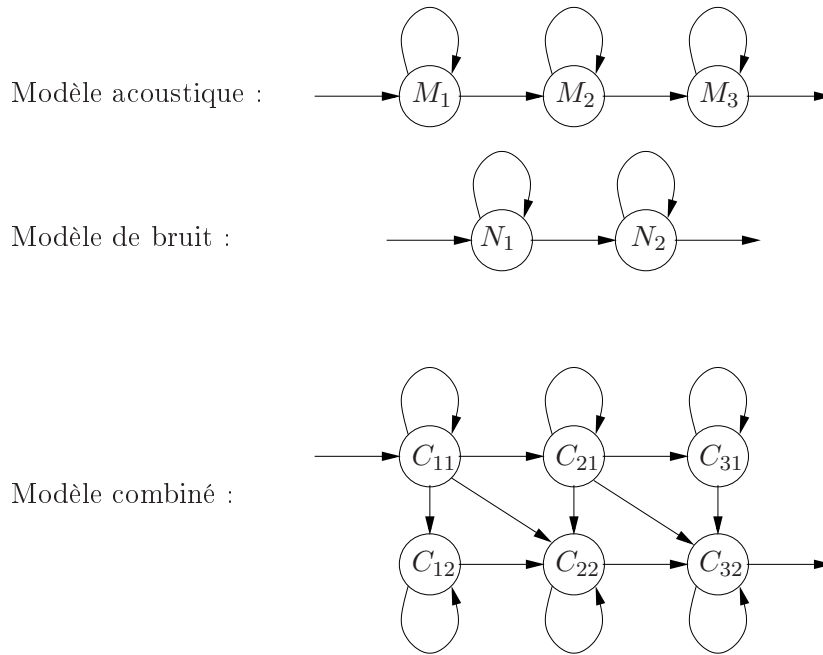 Modèle acoustique :
M₁ M₂ M₃
Modèle de bruit :
N₁ N₂
C₁₁ C₂₁ C₃₁
Modèle combiné :
C₁₂ C₂₂ C₃₂